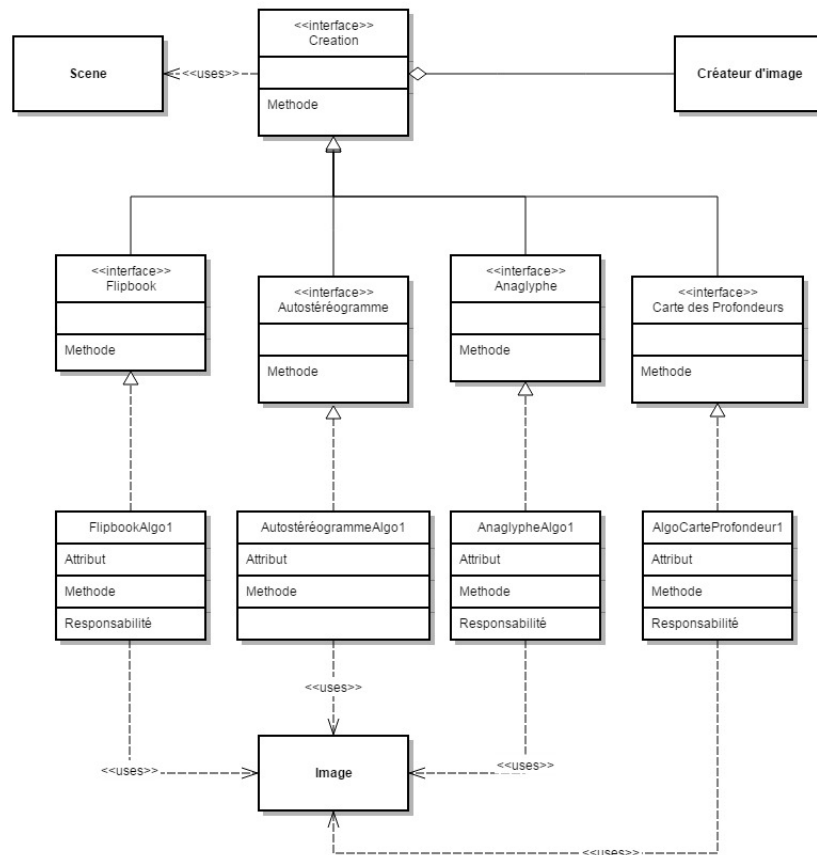 <<interface>>
Creation
Methode
Scene
<<uses>>
Créateur d'image
<<interface>>
Flipbook
Methode
<<interface>>
Autostéréogramme
Methode
<<interface>>
Anaglyphe
Methode
<<interface>>
Carte des Profondeurs
Methode
FlipbookAlgo1
Attribut
Methode
Responsabilité
AutostéréogrammeAlgo1
Attribut
Methode
AnaglypheAlgo1
Attribut
Methode
Responsabilité
AlgoCarteProfondeur1
Attribut
Methode
Responsabilité
<<uses>>
<<uses>>
Image
<<uses>>
<<uses>>